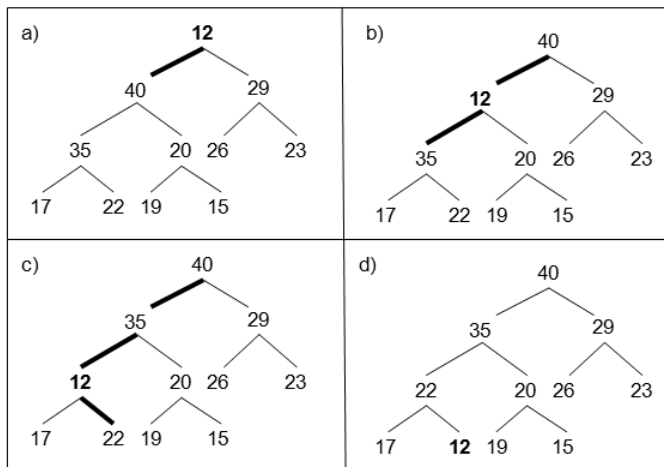 a)
12
40 29
35 20 26 23
17 22 19 15
b)
40
12 29
35 20 26 23
17 22 19 15
c)
40
35 29
12 20 26 23
17 22 19 15
d)
40
35 29
22 20 26 23
17 12 19 15